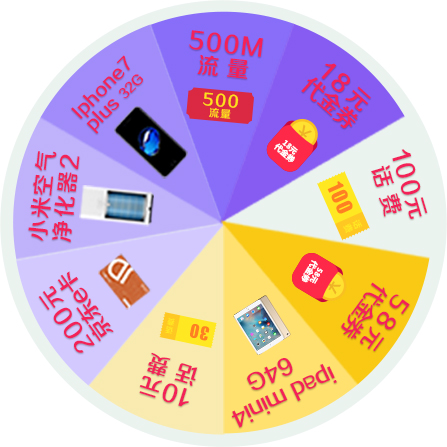 500M
流量
500
流量
18元
代金券
18元
代金券
100元
话费
100
58元
代金券
58元
代金券
ipad mini4
64G
10元
话费
30
200元
京东e卡
小米空气
净化器2
Iphone7
plus 32G